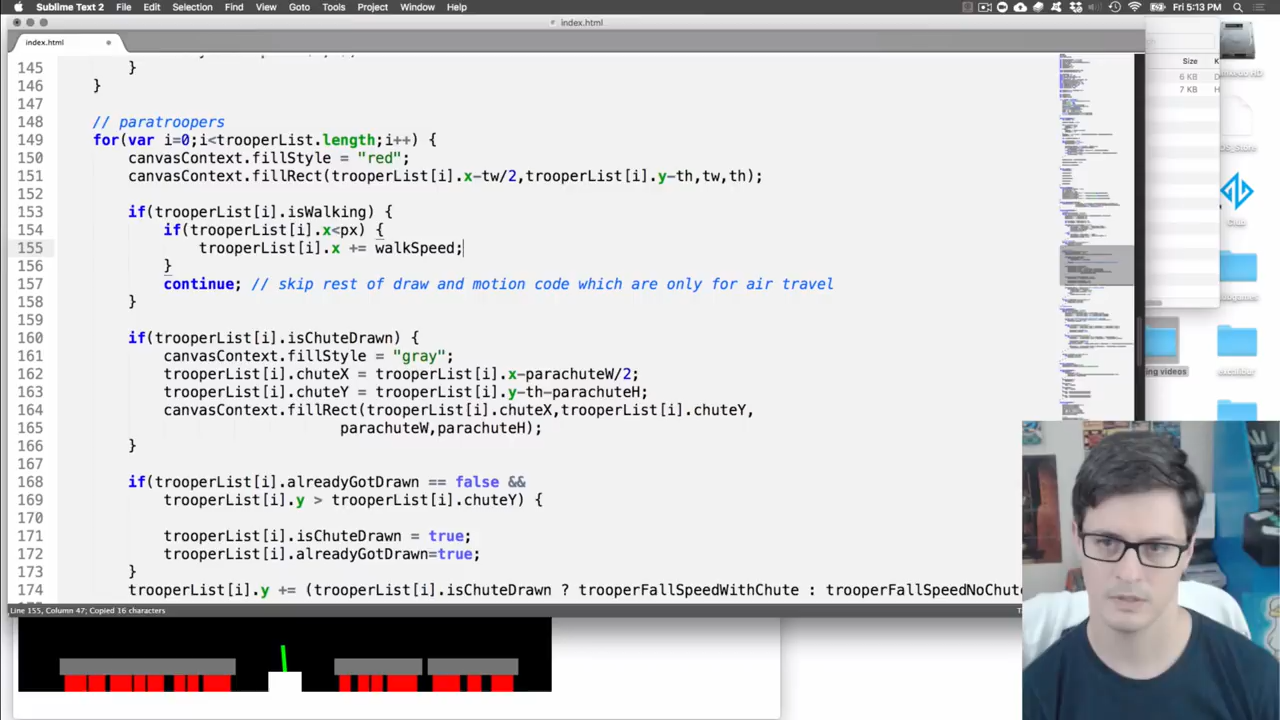 Sublime Text 2 File Edit Selection Find View Goto Tools Project Window Help Fri 5:13 PM
index.html
index.html
Size
145 }
146 }
147
148 // paratroopers
149 for(var i=0;i<trooperList.length;i++) {
6 KB
7 KB
150 canvasContext.fillStyle = "red";
151 canvasContext.fillRect(trooperList[i].x-tw/2,trooperList[i].y-th,tw,th);
152
153 if(trooperList[i].isWalking)
154 if(trooperList[i].x<px)
155 trooperList[i].x += walkSpeed;
156 }
157 continue; // skip rest of draw and motion code which are only for air travel
158 }
159
160 if(trooperList[i].isChuteDrawn) {
161 canvasContext.fillStyle = "gray";
162 trooperList[i].chuteX = trooperList[i].x-parachuteW/2;
163 trooperList[i].chuteY = trooperList[i].y-th-parachuteH;
164 canvasContext.fillRect(trooperList[i].chuteX,trooperList[i].chuteY,
165 parachuteW,parachuteH);
166 }
167
168 if(trooperList[i].alreadyGotDrawn == false &&
169 trooperList[i].y > trooperList[i].chuteY) {
170
171 trooperList[i].isChuteDrawn = true;
172 trooperList[i].alreadyGotDrawn=true;
173 }
174 trooperList[i].y += (trooperList[i].isChuteDrawn ? trooperFallSpeedWithChute : trooperFallSpeedNoChute
ing videos
excalibur
Line 155, Column 47; Copied 16 characters